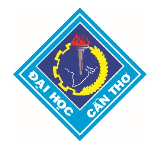 ĐẠI HỌC
CẦN THƠ